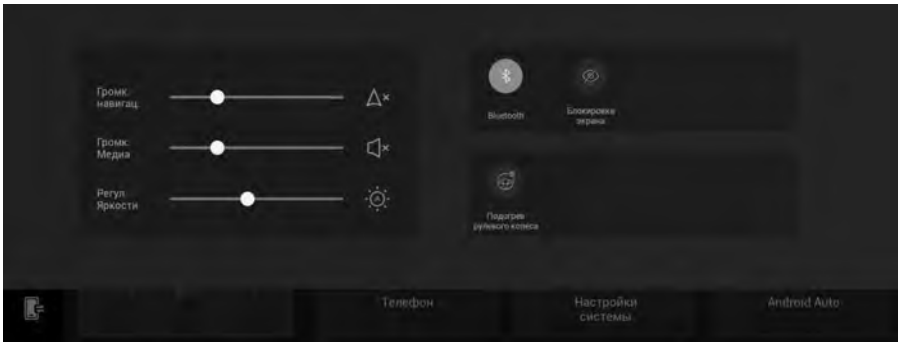 Громк.
навигац.
Громк.
Медиа
Регул.
Яркости
Bluetooth
Блокировка
экрана
Подогрев
рулевого колеса
Телефон
Настройки
системы
Android Auto